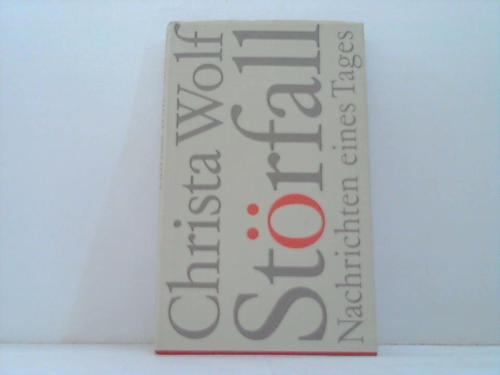 Christa Wolf
Störfall
Nachrichten eines Tages